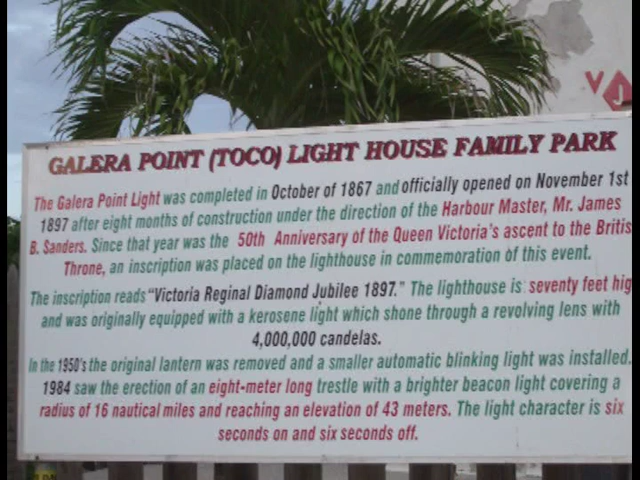 GALERA POINT (TOCO) LIGHT HOUSE FAMILY PARK
The Galera Point Light was completed in October of 1867 and officially opened on November 1st
1897 after eight months of construction under the direction of the Harbour Master, Mr. James
B. Sanders. Since that year was the 50th Anniversary of the Queen Victoria's ascent to the Britis
Throne, an inscription was placed on the lighthouse in commemoration of this event.
The inscription reads "Victoria Reginal Diamond Jubilee 1897." The lighthouse is seventy feet hig
and was originally equipped with a kerosene light which shone through a revolving lens with
4,000,000 candelas.
In the 1950's the original lantern was removed and a smaller automatic blinking light was installed.
1984 saw the erection of an eight-meter long trestle with a brighter beacon light covering a
radius of 16 nautical miles and reaching an elevation of 43 meters. The light character is six
seconds on and six seconds off.
V J